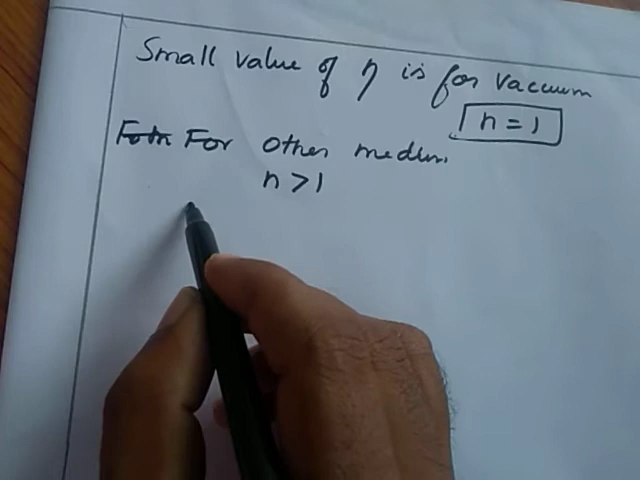 Small value of η is for vacuum
n = 1
For other medium
n > 1